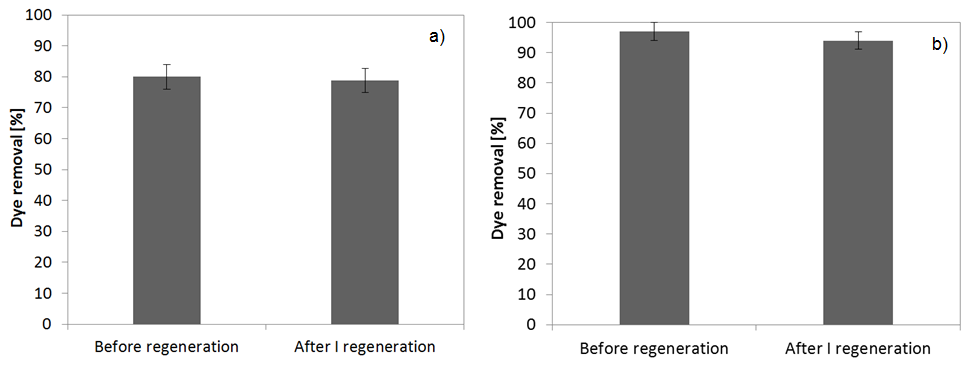 100
90
80
70
60
50
40
30
20
10
0
Dye removal [%]
a)
Before regeneration
After I regeneration
100
90
80
70
60
50
40
30
20
10
0
Dye removal [%]
b)
Before regeneration
After I regeneration